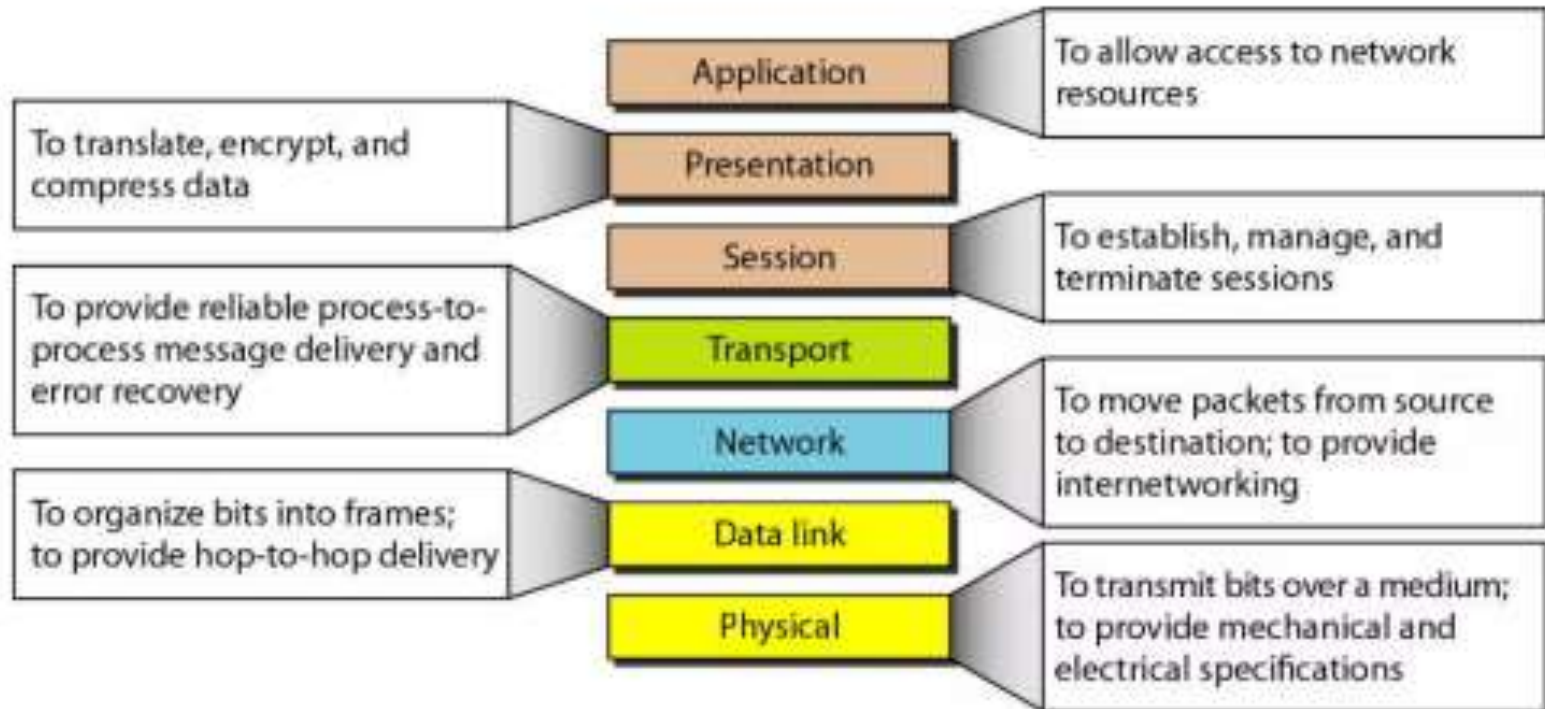 Application
To allow access to network
resources
To translate, encrypt, and
compress data
Presentation
Session
To establish, manage, and
terminate sessions
To provide reliable process-to-
process message delivery and
error recovery
Transport
Network
To move packets from source
to destination; to provide
internetworking
To organize bits into frames;
to provide hop-to-hop delivery
Data link
Physical
To transmit bits over a medium;
to provide mechanical and
electrical specifications